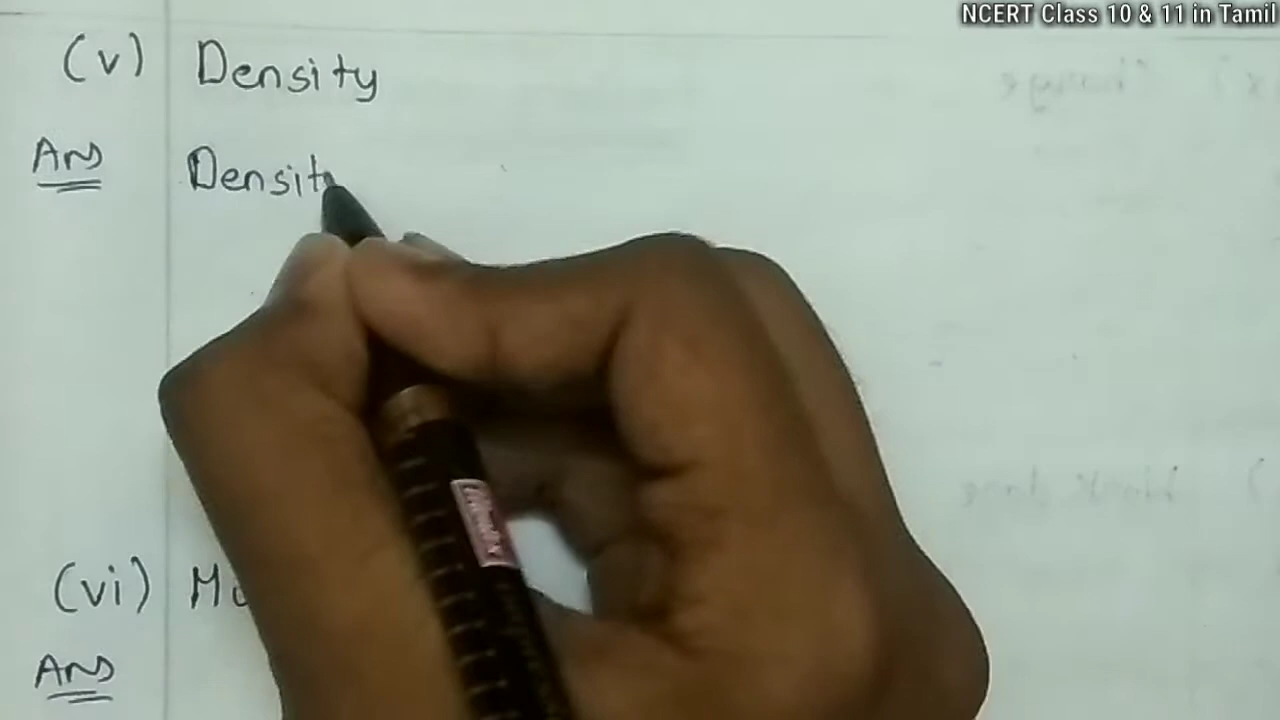 NCERT Class 10 & 11 in Tamil
(v) Density
Ans Densit
(vi)
Ans